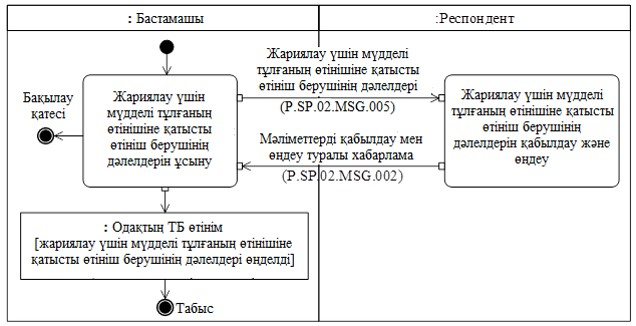 : Бастамашы
:Респондент
Жариялау үшін мүдделі
тұлғаның өтінішіне қатысты
өтініш берушінің дәлелдері
(P.SP.02.MSG.005)
Бақылау
қатесі
Жариялау үшін
мүдделі тұлғаның
өтінішіне қатысты
өтініш берушінің
дәлелдерін ұсыну
Жариялау үшін мүдделі
тұлғаның өтінішіне қатысты
өтініш берушінің
дәлелдерін қабылдау және
өңдеу
Мәліметтерді қабылдау мен
өңдеу туралы хабарлама
(P.SP.02.MSG.002)
: Одақтың ТБ өтінім
[жариялау үшін мүдделі тұлғаның өтінішіне
қатысты өтініш берушінің дәлелдері өңделді]
Табыс